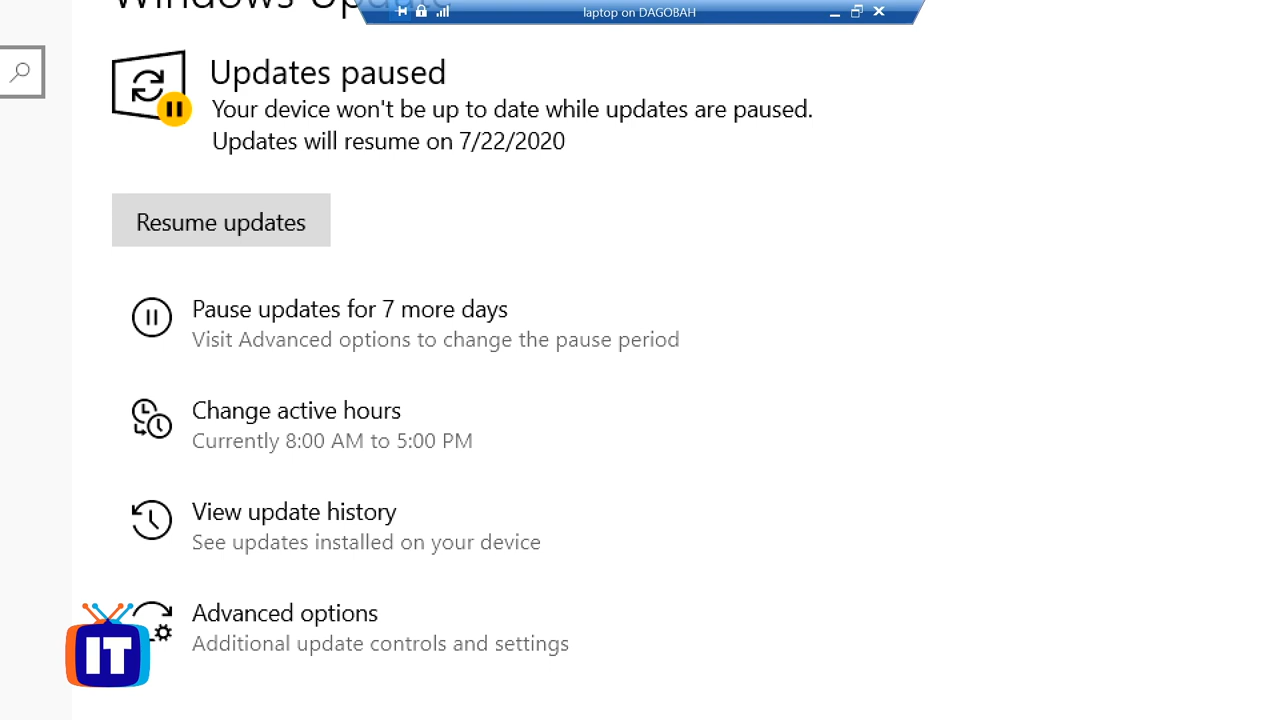 Windows Update
laptop on DAGOBAH
Updates paused
Your device won't be up to date while updates are paused.
Updates will resume on 7/22/2020
Resume updates
Pause updates for 7 more days
Visit Advanced options to change the pause period
Change active hours
Currently 8:00 AM to 5:00 PM
View update history
See updates installed on your device
Advanced options
Additional update controls and settings
IT